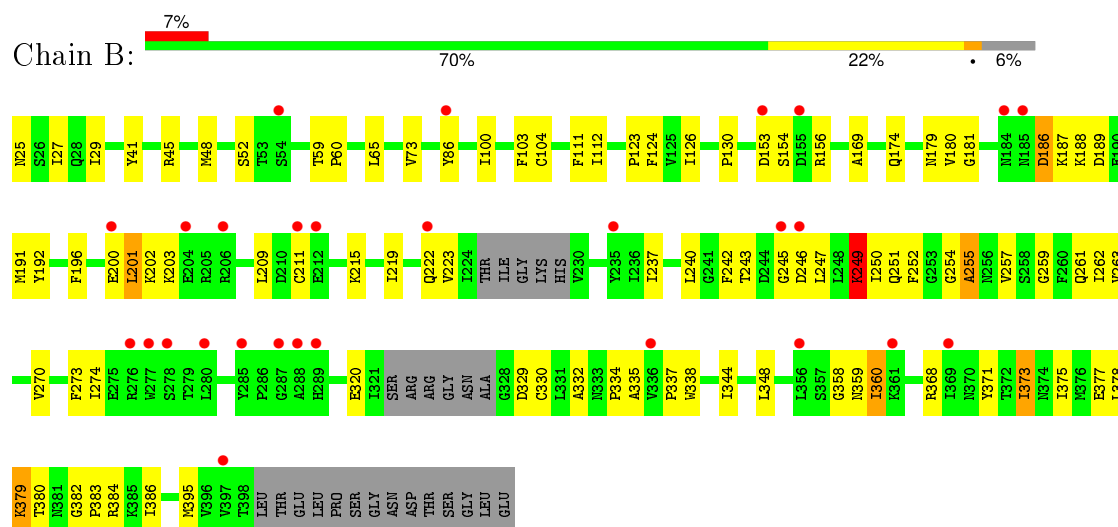 7%
Chain B:
70% 22% • 6%
N25 S26 I27 Q28 I29 Y41 R45 M48 S52 T53 S54 T59 P60 L65 V73 Y86 I100 F103 C104 F111 I112 P123 F124 V125 I126 P130 D153 S154 D155 R156 A169 Q174 N179 V180 G181 N184 N185 D186 K187 K188 D189
M191 Y192 F196 E200 L201 K202 K203 E204 R205 R206 L209 D210 C211 E212 K215 I219 Q222 V223 I224 THR ILE GLY LYS HIS V230 Y235 I236 I237 L240 G241 F242 T243 D244 G245 D246 L247 L248 K249 I250 Q251 F252 G253 G254 A255 N256 V257 S258 G259 F260 Q261 I262
V270 F273 I274 E275 R276 W277 S278 T279 L280 Y285 P286 G287 A288 H289 E320 I321 SER ARG ARG GLY ASN ALA G328 D329 C330 L331 A332 N333 P334 A335 V336 P337 W338 I344 L348 L356 S357 G358 N359 I360 K361 R368 I369 N370 Y371 T372 I373 N374 I375 M376 E377
K379 T380 N381 G382 P383 R384 K385 I386 M395 V396 V397 T398 LEU THR GLU LEU LEU PRO SER GLY ASN ASP THR SER GLY LEU GLU